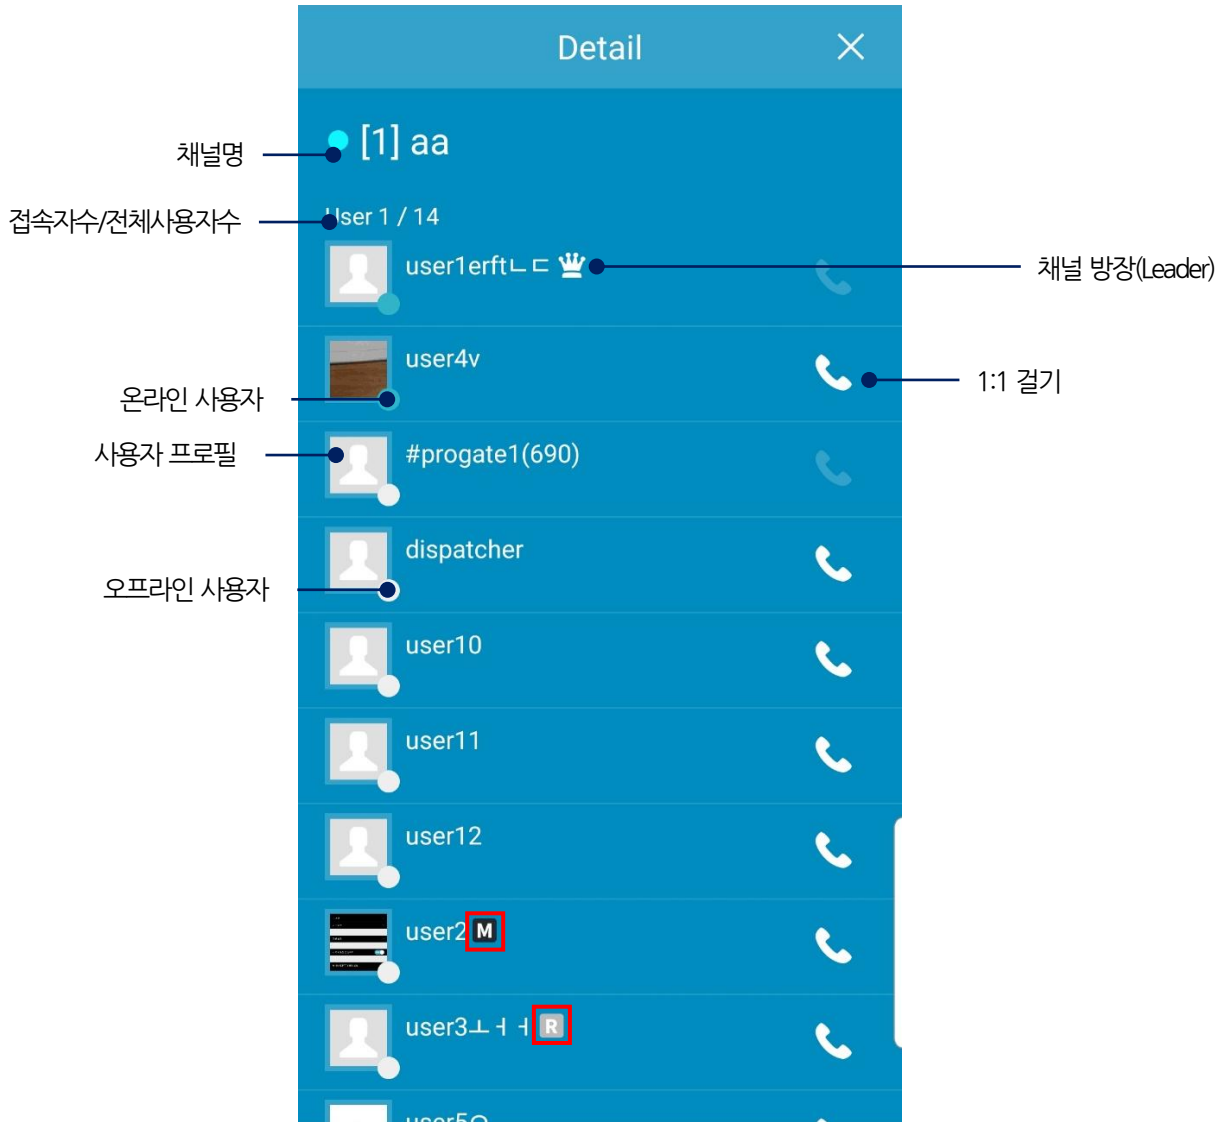 Detail
[1] aa
채널명
User 1 / 14
접속자수/전체사용자수
user1erftㄴㄷ
채널 방장(Leader)
user4v
1:1 걸기
온라인 사용자
사용자 프로필
#progate1(690)
dispatcher
오프라인 사용자
user10
user11
user12
user2 M
user3ㅗㅓㅓ R